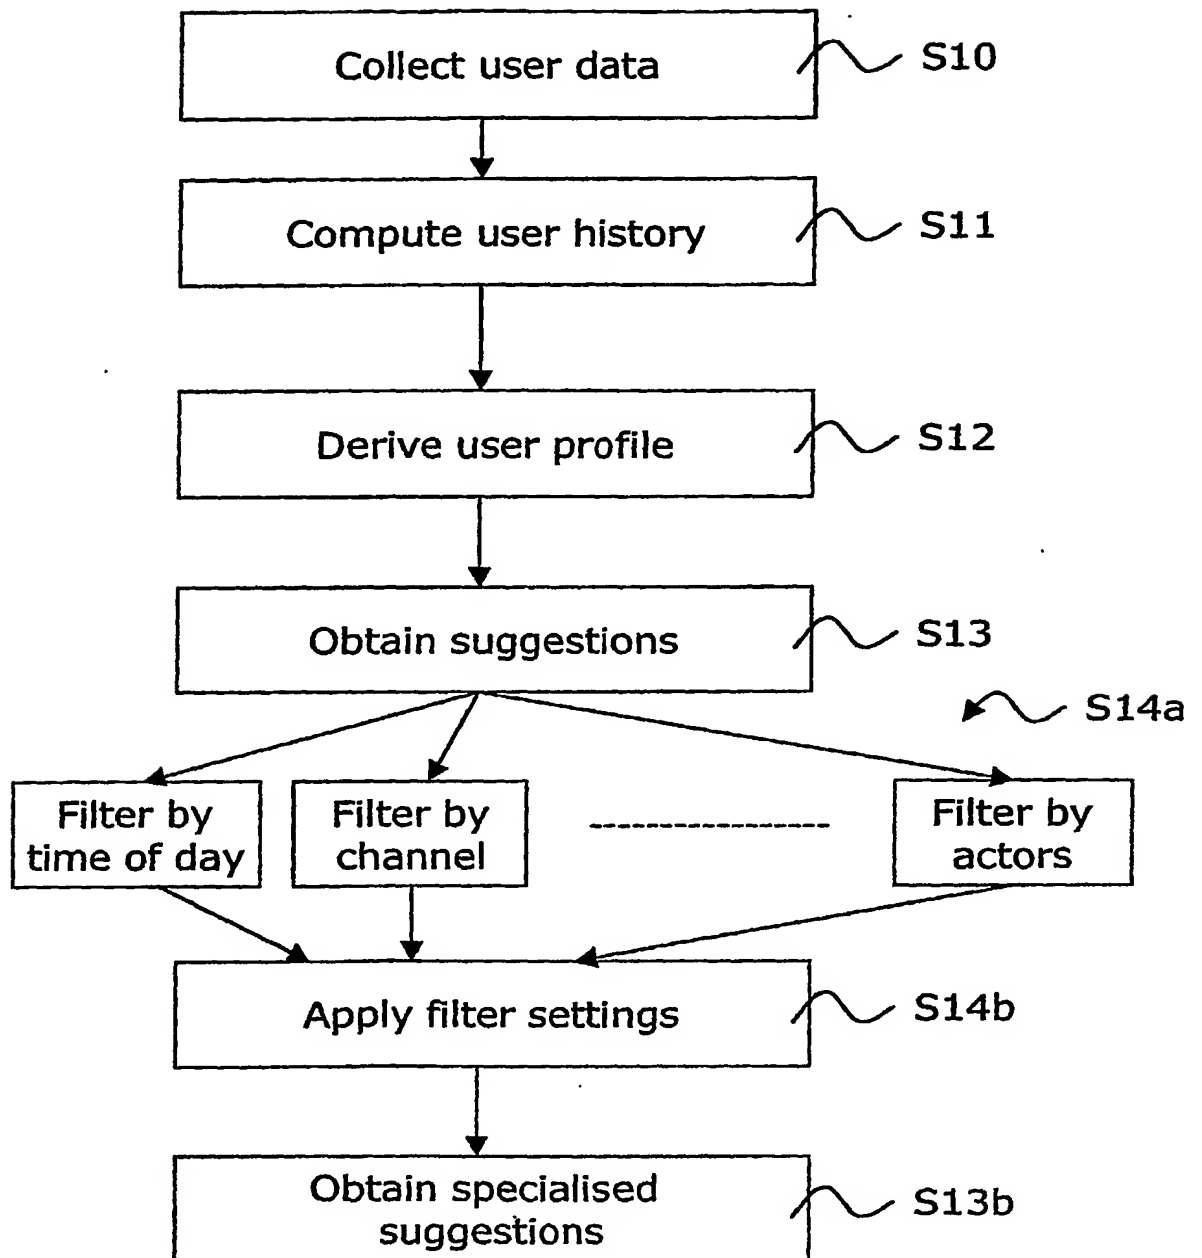 Collect user data
S10
Compute user history
S11
Derive user profile
S12
Obtain suggestions
S13
S14a
Filter by
time of day
Filter by
channel
Filter by
actors
Apply filter settings
S14b
Obtain specialised
suggestions
S13b